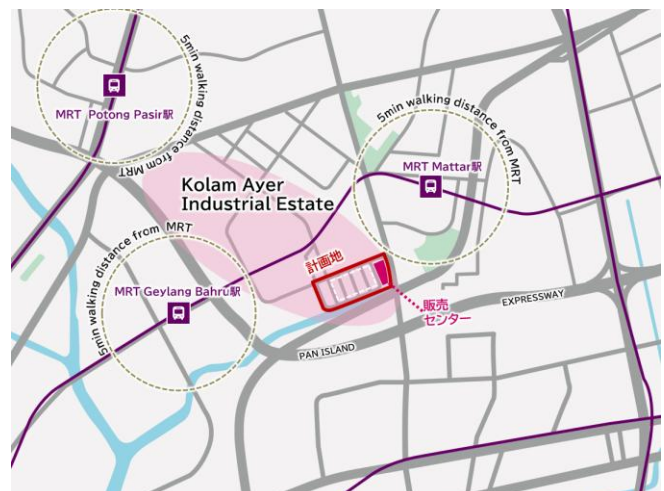 5min walking distance from MRT
MRT Potong Pasir駅
5min walking distance from MRT
MRT Mattar駅
Kolam Ayer
Industrial Estate
5min walking distance from MRT
MRT Geylang Bahru駅
計画地
販売
センター
EXPRESSWAY
PAN ISLAND